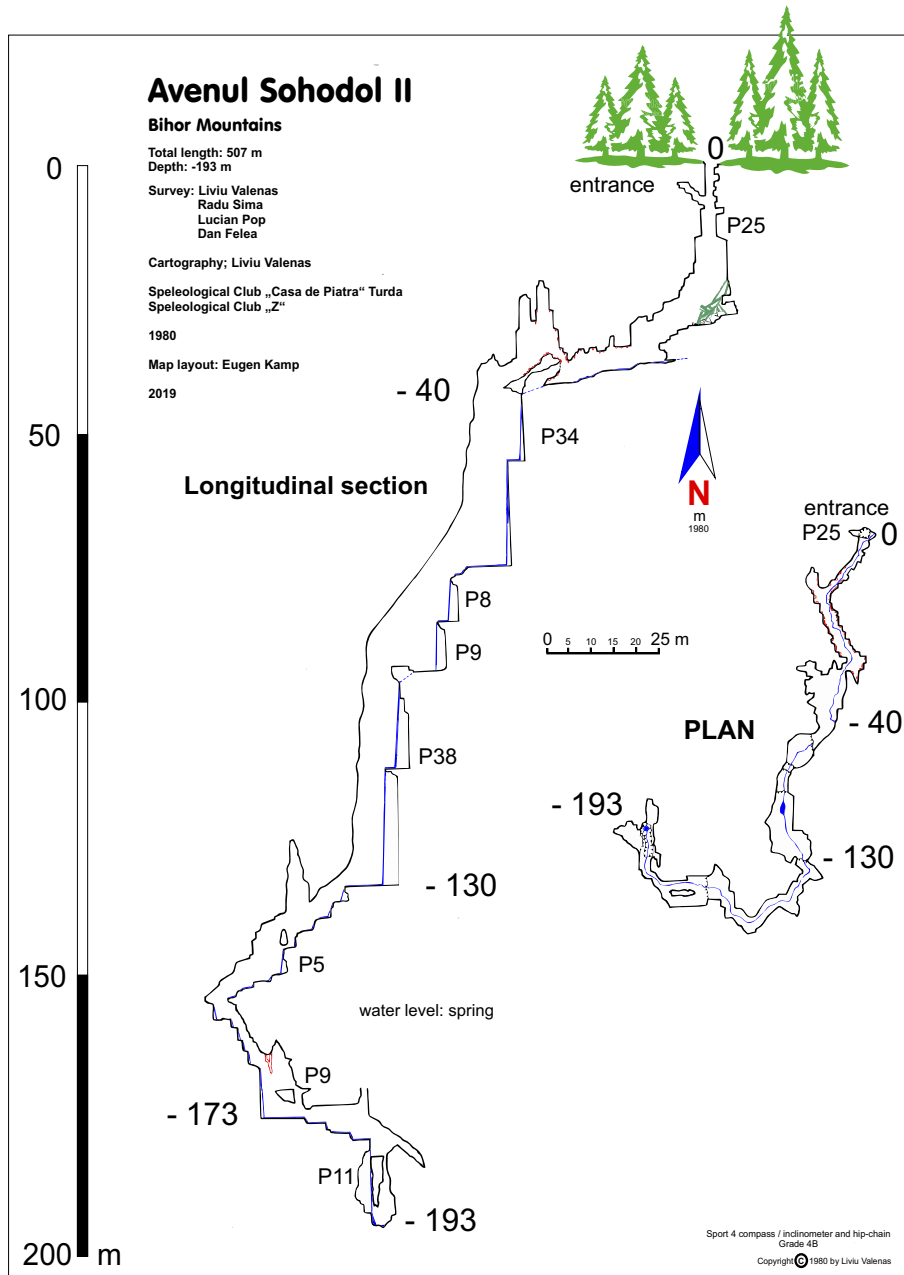 Avenul Sohodol II
Bihor Mountains
Total length: 507 m
Depth: -193 m
Survey: Liviu Valenas
Radu Sima
Lucian Pop
Dan Felea
Cartography; Liviu Valenas
Speleological Club „Casa de Piatra“ Turda
Speleological Club „Z“
1980
Map layout: Eugen Kamp
2019
0
50
100
150
200 m
0
entrance
P25
- 40
P34
Longitudinal section
P8
P9
P38
- 130
P5
water level: spring
P9
- 173
P11
- 193
N
m
1980
0 5 10 15 20 25 m
PLAN
entrance
P25 0
- 40
- 193
- 130
Sport 4 compass / inclinometer and hip-chain
Grade 4B
Copyright © 1980 by Liviu Valenas